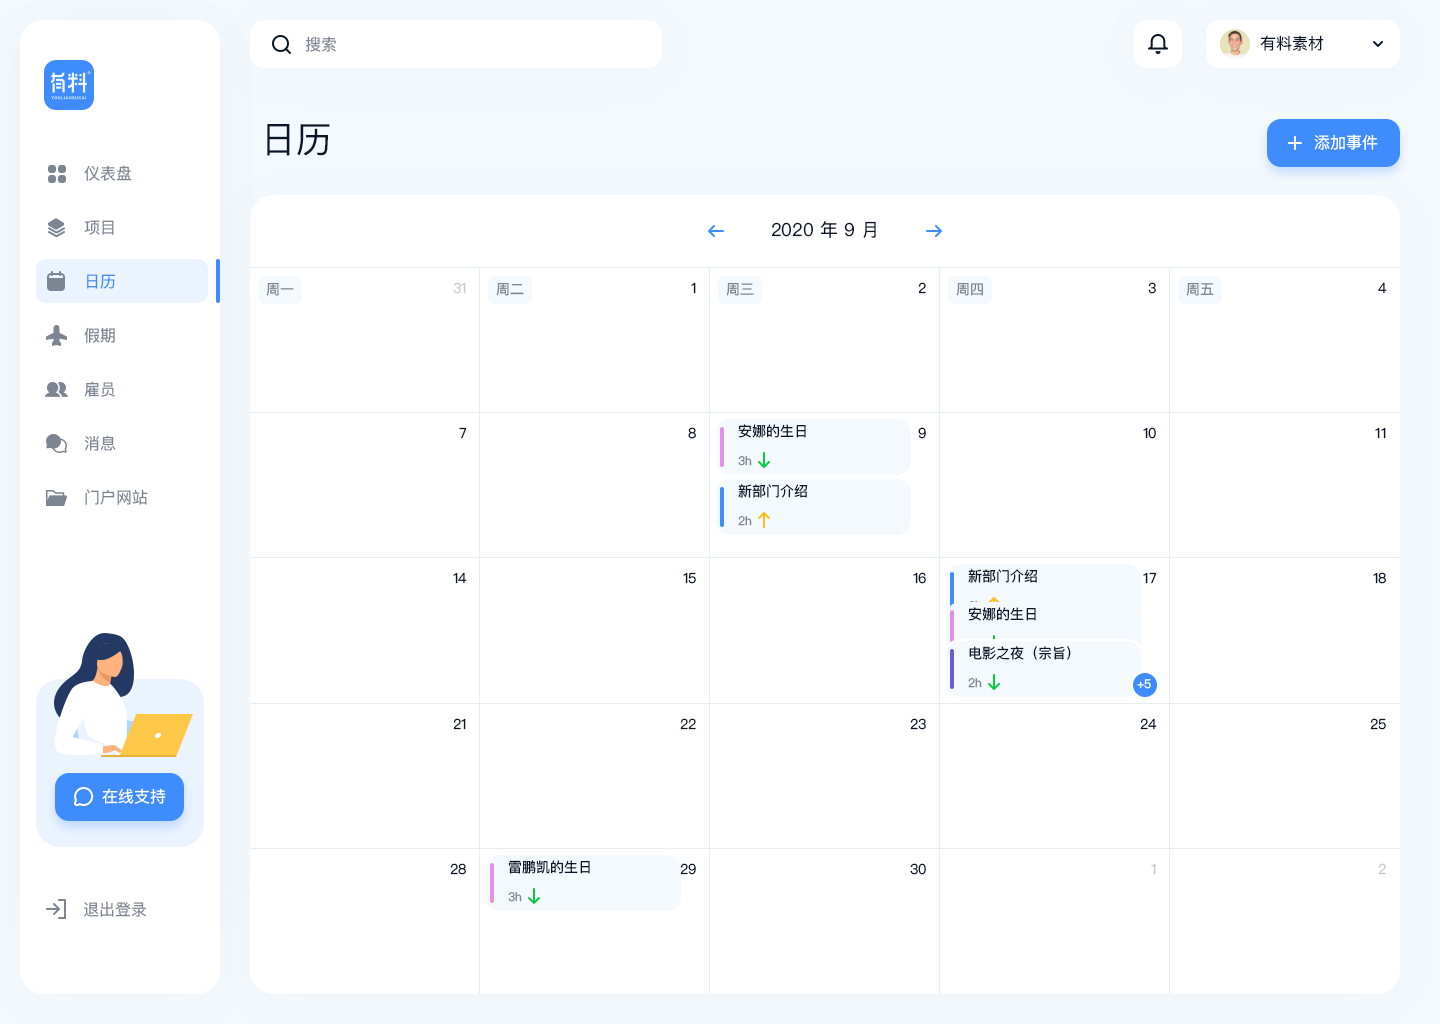 搜索
有料素材
有料
YOULIAOSUCAI
日历
添加事件
仪表盘
项目
日历
假期
雇员
消息
门户网站
在线支持
退出登录
2020 年 9 月
周一 31
周二 1
周三 2
周四 3
周五 4
7
8
安娜的生日 9
3h
新部门介绍
2h
10
11
14
15
16
新部门介绍 17
安娜的生日
电影之夜（宗旨）
2h
+5
18
21
22
23
24
25
28
雷鹏凯的生日 29
3h
30
1
2